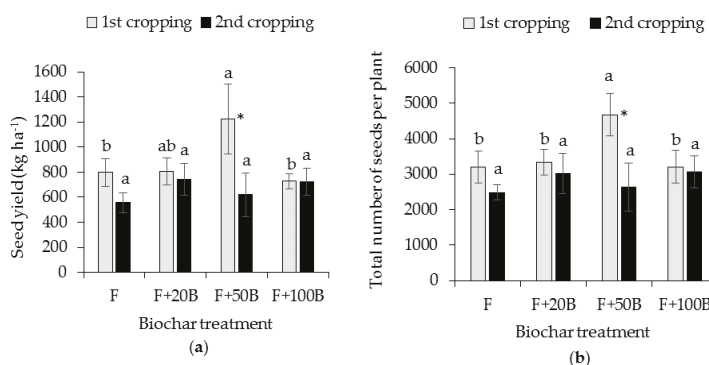 1st cropping 2nd cropping
Seed yield (kg ha⁻¹)
1600
1400
1200
1000
800
600
400
200
0
b a ab a a * b a
F F+20B F+50B F+100B
Biochar treatment
(a)
1st cropping 2nd cropping
Total number of seeds per plant
6000
5000
4000
3000
2000
1000
0
b a b a a * a b a
F F+20B F+50B F+100B
Biochar treatment
(b)